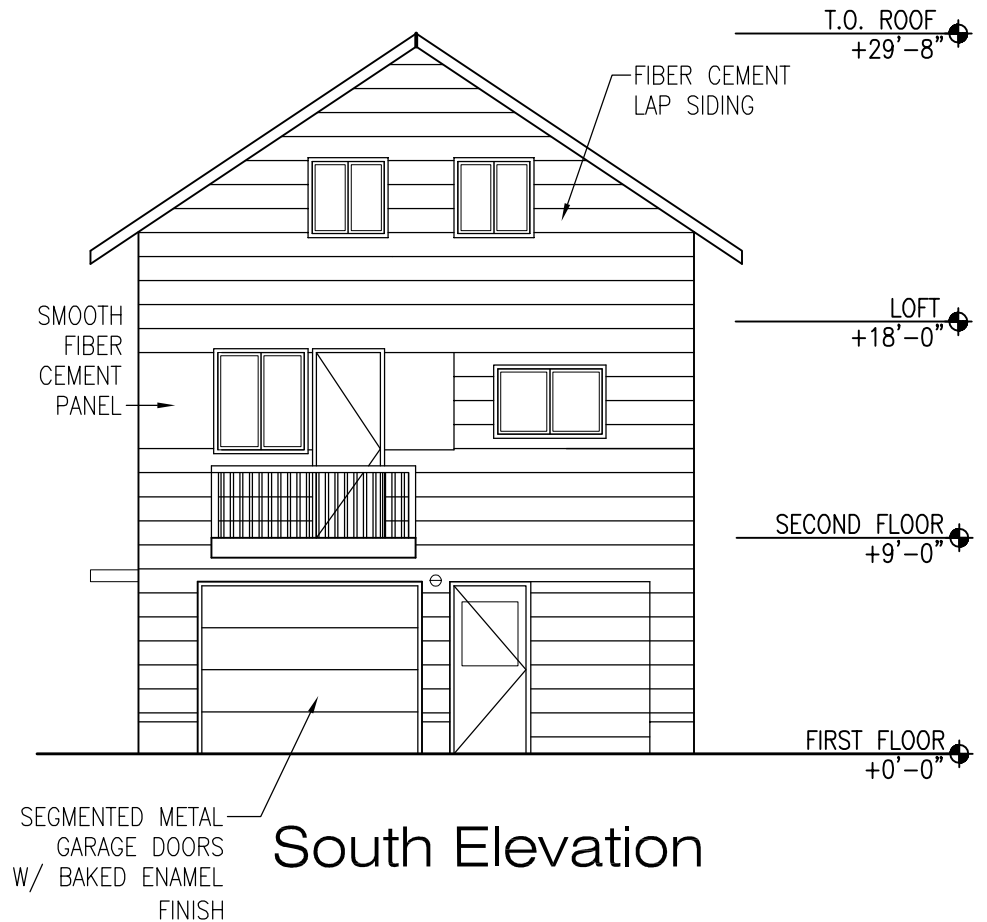 T.O. ROOF
+29'-8"
FIBER CEMENT
LAP SIDING
LOFT
+18'-0"
SMOOTH
FIBER
CEMENT
PANEL
SECOND FLOOR
+9'-0"
FIRST FLOOR
+0'-0"
SEGMENTED METAL
GARAGE DOORS
W/ BAKED ENAMEL
FINISH
South Elevation